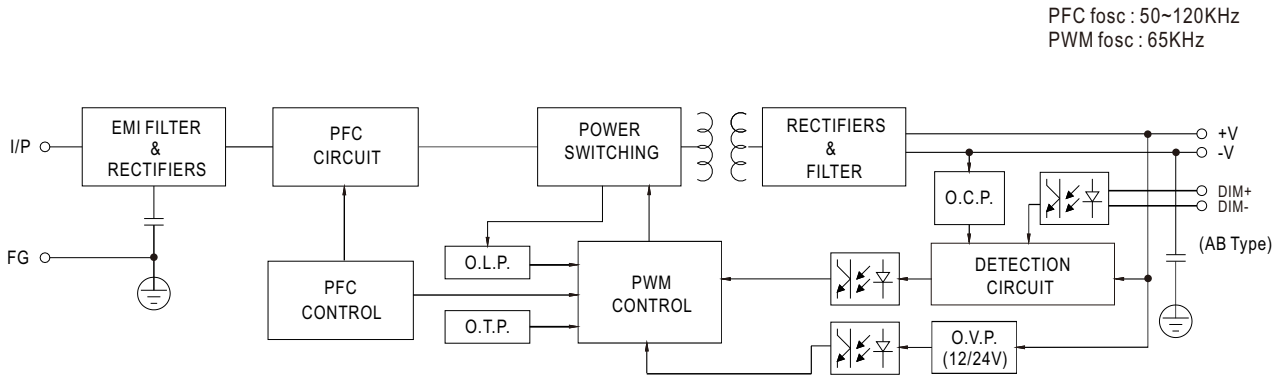 PFC fosc : 50~120KHz
PWM fosc : 65KHz
I/P
EMI FILTER
&
RECTIFIERS
PFC
CIRCUIT
POWER
SWITCHING
RECTIFIERS
&
FILTER
+V
-V
O.C.P.
DIM+
DIM-
(AB Type)
FG
PFC
CONTROL
O.L.P.
O.T.P.
PWM
CONTROL
DETECTION
CIRCUIT
O.V.P.
(12/24V)